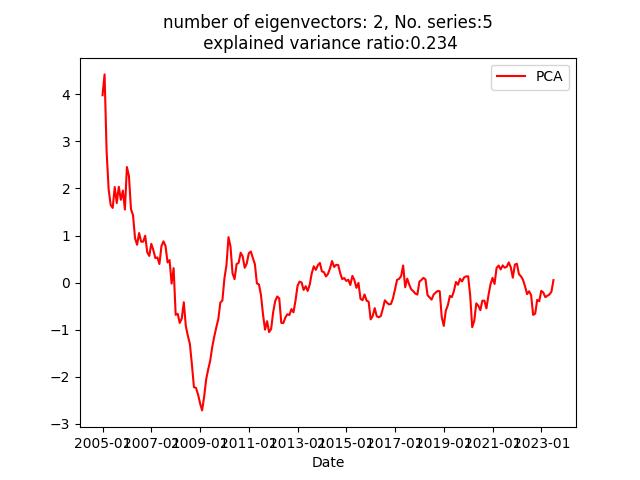 number of eigenvectors: 2, No. series:5
explained variance ratio:0.234
PCA
4
3
2
1
0
−1
−2
−3
2005-01 2007-01 2009-01 2011-01 2013-01 2015-01 2017-01 2019-01 2021-01 2023-01
Date